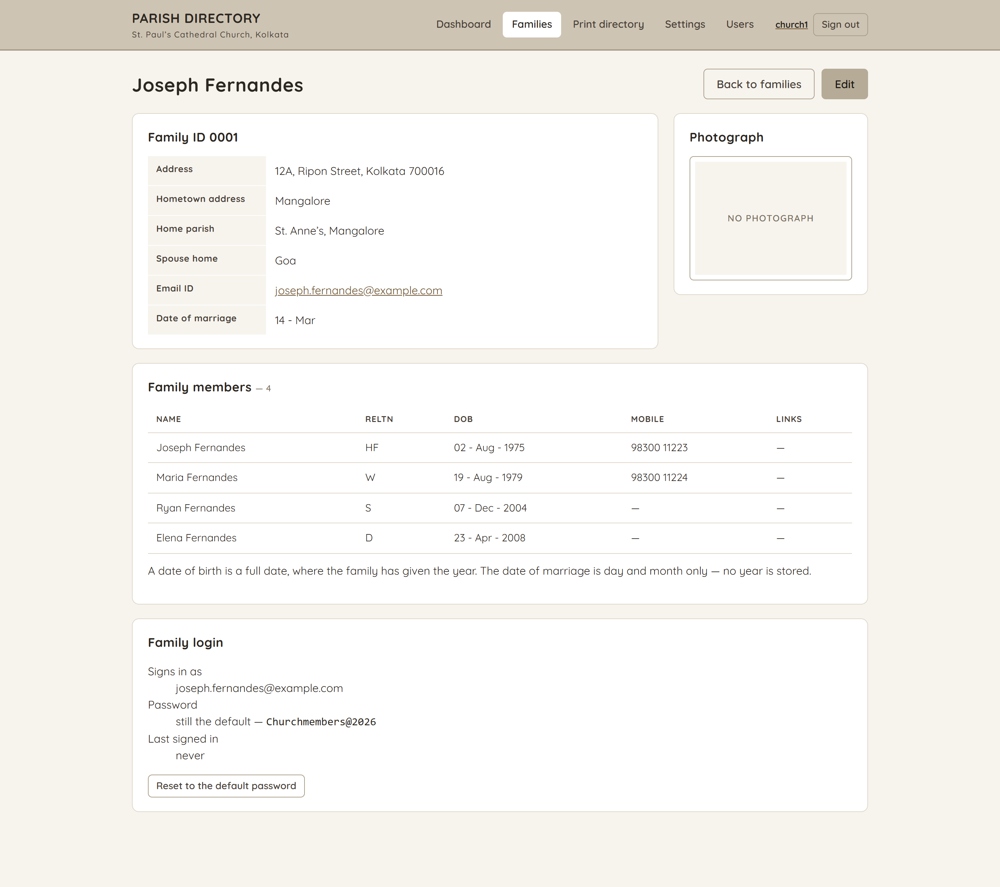 PARISH DIRECTORY
St. Paul’s Cathedral Church, Kolkata
Dashboard Families Print directory Settings Users church1 Sign out
Joseph Fernandes
Back to families Edit
Family ID 0001
Address 12A, Ripon Street, Kolkata 700016
Hometown address Mangalore
Home parish St. Anne’s, Mangalore
Spouse home Goa
Email ID joseph.fernandes@example.com
Date of marriage 14 - Mar
Photograph
NO PHOTOGRAPH
Family members — 4
NAME RELTN DOB MOBILE LINKS
Joseph Fernandes HF 02 - Aug - 1975 98300 11223 —
Maria Fernandes W 19 - Aug - 1979 98300 11224 —
Ryan Fernandes S 07 - Dec - 2004 — —
Elena Fernandes D 23 - Apr - 2008 — —
A date of birth is a full date, where the family has given the year. The date of marriage is day and month only — no year is stored.
Family login
Signs in as
joseph.fernandes@example.com
Password
still the default — Churchmembers@2026
Last signed in
never
Reset to the default password